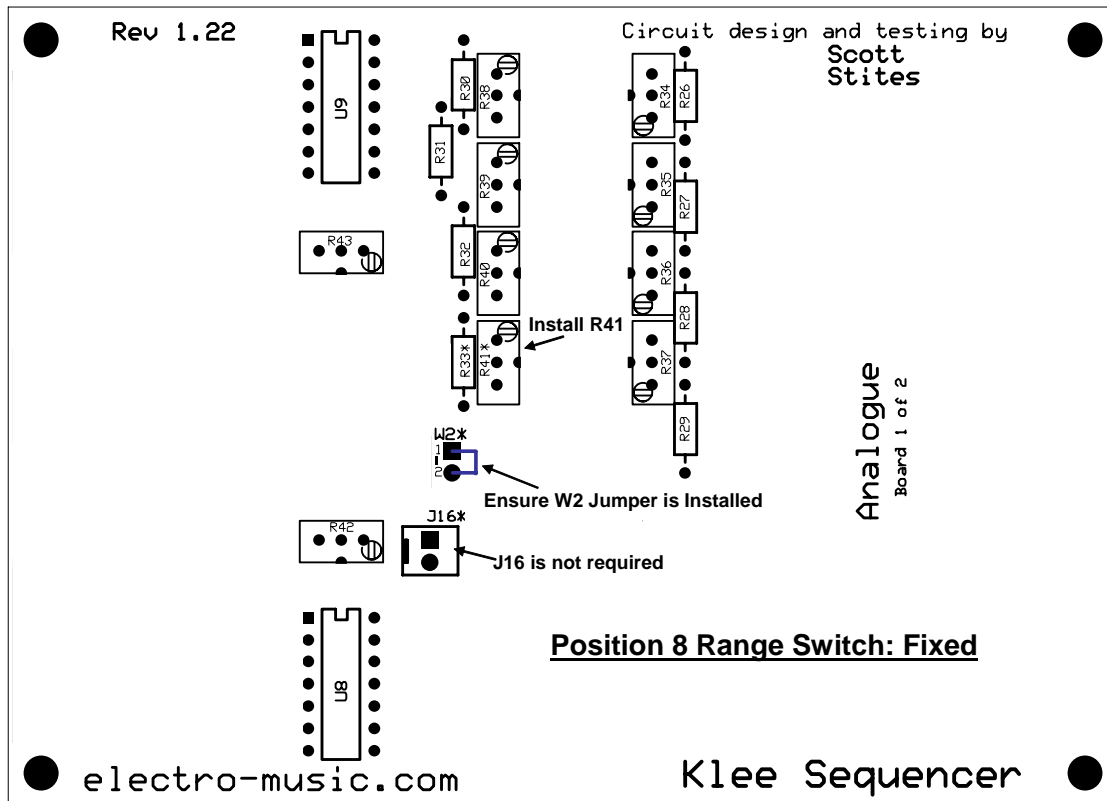 Rev 1.22
Circuit design and testing by
Scott
Stites
U9
R30
R38
R34
R26
R31
R39
R35
R27
R43
R32
R40
R36
R28
Install R41
R33*
R41*
R37
R29
W2*
1
2
Ensure W2 Jumper is Installed
Analogue
Board 1 of 2
J16*
R42
J16 is not required
Position 8 Range Switch: Fixed
U8
electro-music.com
Klee Sequencer